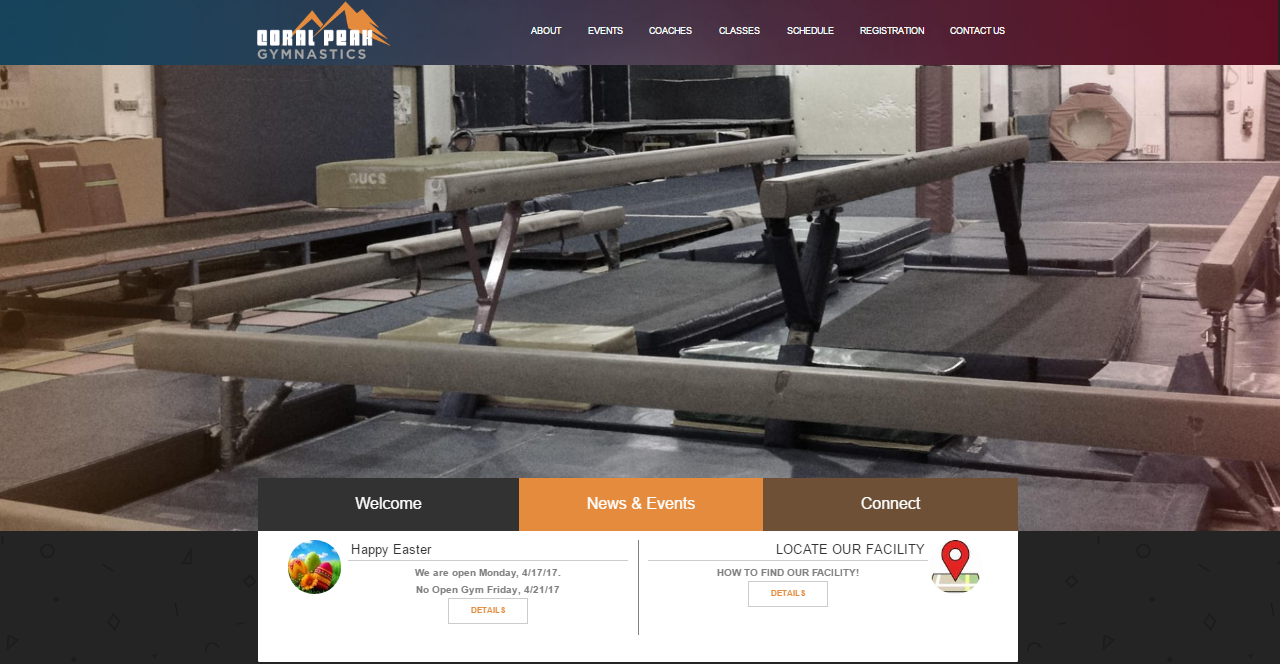 CORAL PEAK
GYMNASTICS
ABOUT EVENTS COACHES CLASSES SCHEDULE REGISTRATION CONTACT US
UCS
Welcome News & Events Connect
Happy Easter
We are open Monday, 4/17/17.
No Open Gym Friday, 4/21/17
DETAILS
LOCATE OUR FACILITY
HOW TO FIND OUR FACILITY!
DETAILS